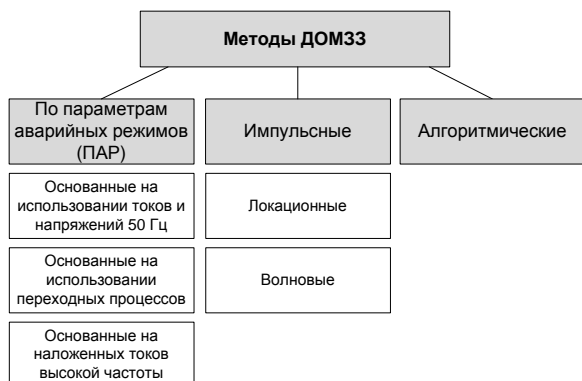 Методы ДОМЗЗ
По параметрам
аварийных режимов
(ПАР)
Импульсные
Алгоритмические
Основанные на
использовании токов и
напряжений 50 Гц
Локационные
Основанные на
использовании
переходных процессов
Волновые
Основанные на
наложенных токов
высокой частоты